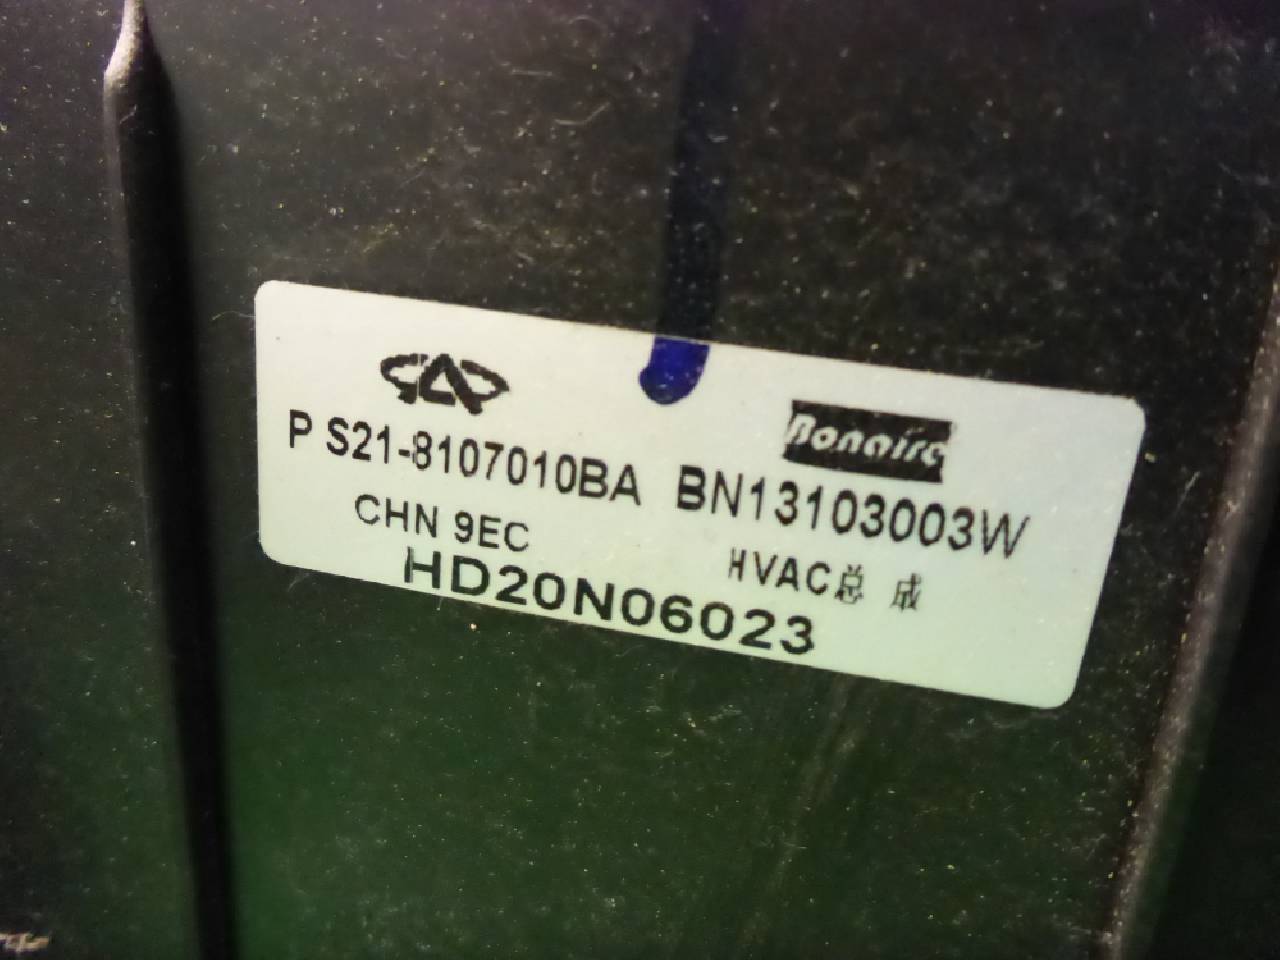 Bonaire
P S21-8107010BA BN13103003W
CHN 9EC HVAC总 成
HD20N06023